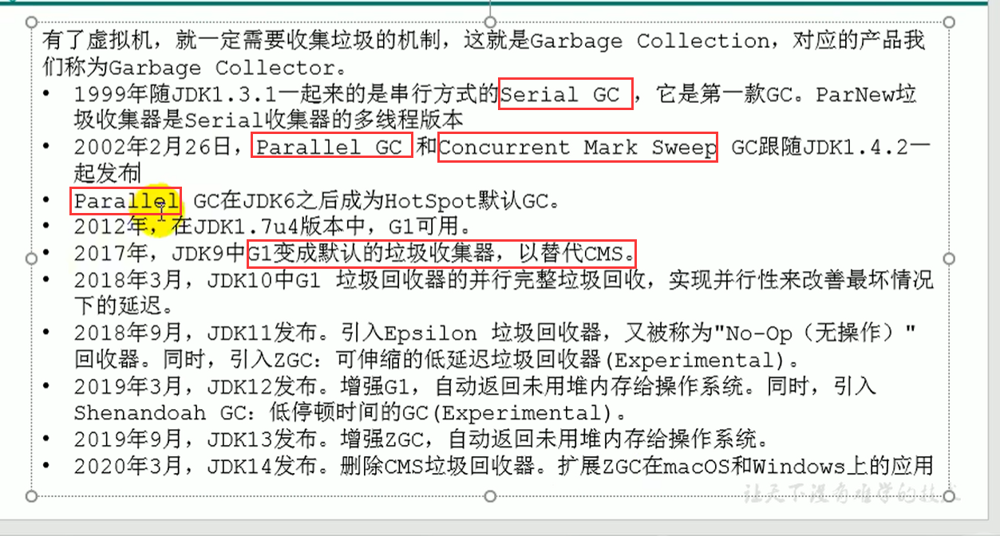 有了虚拟机，就一定需要收集垃圾的机制，这就是Garbage Collection，对应的产品我
们称为Garbage Collector。
• 1999年随JDK1.3.1一起来的是串行方式的Serial GC ，它是第一款GC。ParNew垃
圾收集器是Serial收集器的多线程版本
• 2002年2月26日，Parallel GC 和Concurrent Mark Sweep GC跟随JDK1.4.2一
起发布
• Parallel GC在JDK6之后成为HotSpot默认GC。
• 2012年，在JDK1.7u4版本中，G1可用。
• 2017年，JDK9中G1变成默认的垃圾收集器，以替代CMS。
• 2018年3月，JDK10中G1 垃圾回收器的并行完整垃圾回收，实现并行性来改善最坏情况
下的延迟。
• 2018年9月，JDK11发布。引入Epsilon 垃圾回收器，又被称为"No-Op（无操作）"
回收器。同时，引入ZGC：可伸缩的低延迟垃圾回收器(Experimental)。
• 2019年3月，JDK12发布。增强G1，自动返回未用堆内存给操作系统。同时，引入
Shenandoah GC：低停顿时间的GC(Experimental)。
• 2019年9月，JDK13发布。增强ZGC，自动返回未用堆内存给操作系统。
• 2020年3月，JDK14发布。删除CMS垃圾回收器。扩展ZGC在macOS和Windows上的应用
让天下没有难学的技术